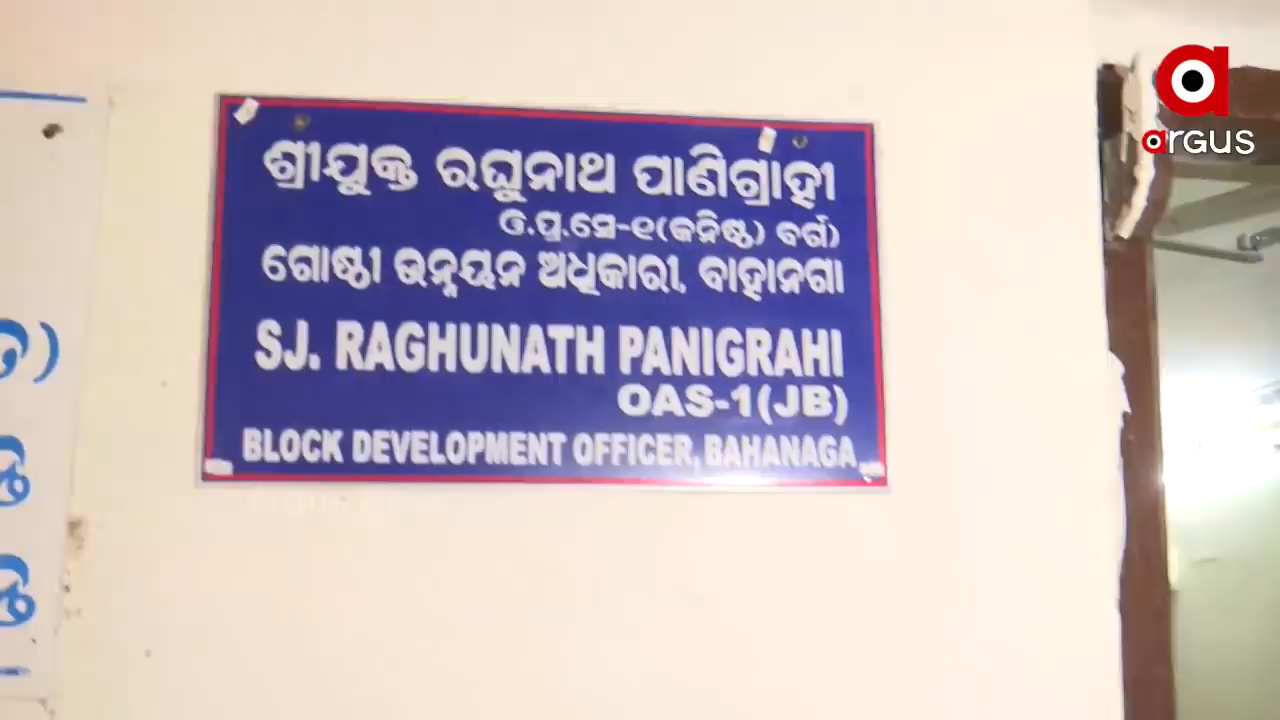 ଶ୍ରୀଯୁକ୍ତ ରଘୁନାଥ ପାଣିଗ୍ରାହୀ
ଓ.ପ୍ର.ସେ-୧(କନିଷ୍ଠ) ବର୍ଗ)
ଗୋଷ୍ଠୀ ଉନ୍ନୟନ ଅଧିକାରୀ, ବାହାନଗା
SJ. RAGHUNATH PANIGRAHI
OAS-1(JB)
BLOCK DEVELOPMENT OFFICER, BAHANAGA
argus